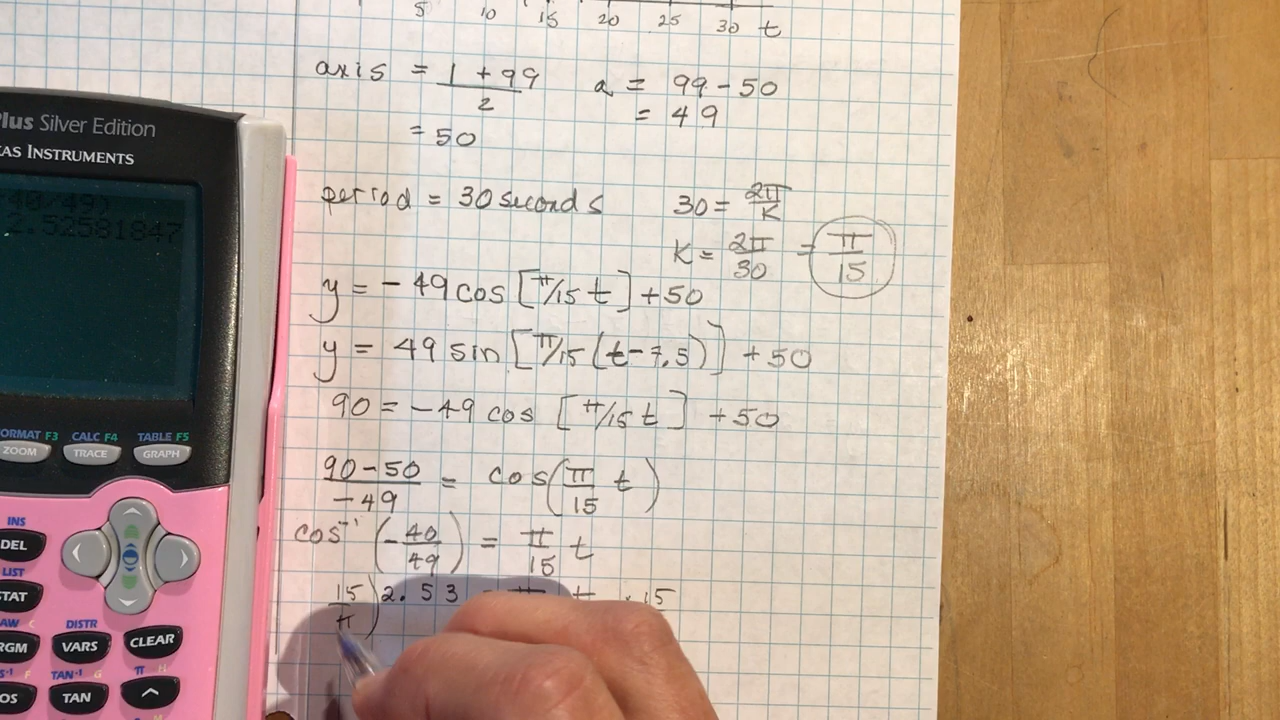 5 10 15 20 25 30 t
axis = 1 + 99 / 2 a = 99 - 50
= 50 = 49
period = 30 seconds 30 = 2π/K
K = 2π/30 = π/15
y = - 49 cos [π/15 t] + 50
y = 49 sin [π/15 (t - 7.5)] + 50
90 = -49 cos [π/15 t] + 50
90 - 50 / -49 = cos(π/15 t)
cos⁻¹ (-40/49) = π/15 t
15/π) 2.53 = π t · 15
Plus Silver Edition
TEXAS INSTRUMENTS
40/49)
2.52581847
FORMAT F3 CALC F4 TABLE F5
ZOOM TRACE GRAPH
INS
DEL
LIST
STAT
DISTR
VARS CLEAR
TAN⁻¹ G π H
TAN ^